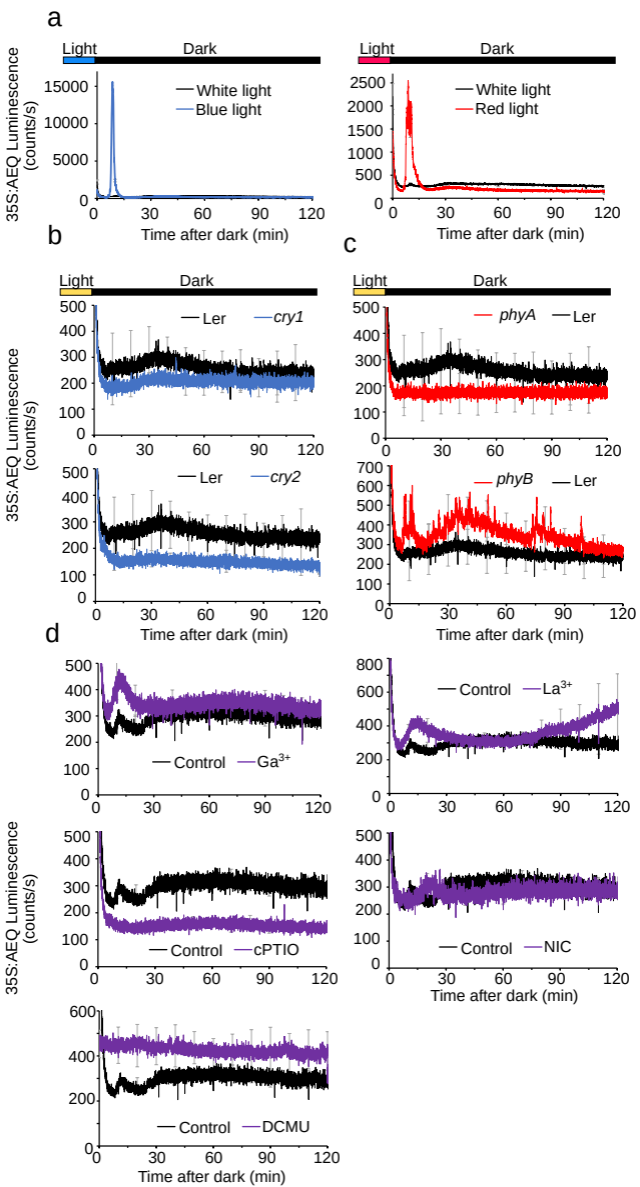 a
Light Dark
Light Dark
35S:AEQ Luminescence
(counts/s)
15000
10000
5000
0
White light
Blue light
0 30 60 90 120
Time after dark (min)
2500
2000
1500
1000
500
0
White light
Red light
0 30 60 90 120
Time after dark (min)
b
c
Light Dark
Light Dark
35S:AEQ Luminescence
(counts/s)
500
400
300
200
100
0
Ler cry1
0 30 60 90 120
500
400
300
200
100
0
phyA Ler
0 30 60 90 120
500
400
300
200
100
0
Ler cry2
0 30 60 90 120
Time after dark (min)
700
600
500
400
300
200
100
0
phyB Ler
0 30 60 90 120
Time after dark (min)
d
35S:AEQ Luminescence
(counts/s)
500
400
300
200
100
0
Control Ga³⁺
0 30 60 90 120
800
600
400
200
0
Control La³⁺
0 30 60 90 120
500
400
300
200
100
0
Control cPTIO
0 30 60 90 120
500
400
300
200
100
0
Control NIC
0 30 60 90 120
Time after dark (min)
600
400
200
0
Control DCMU
0 30 60 90 120
Time after dark (min)